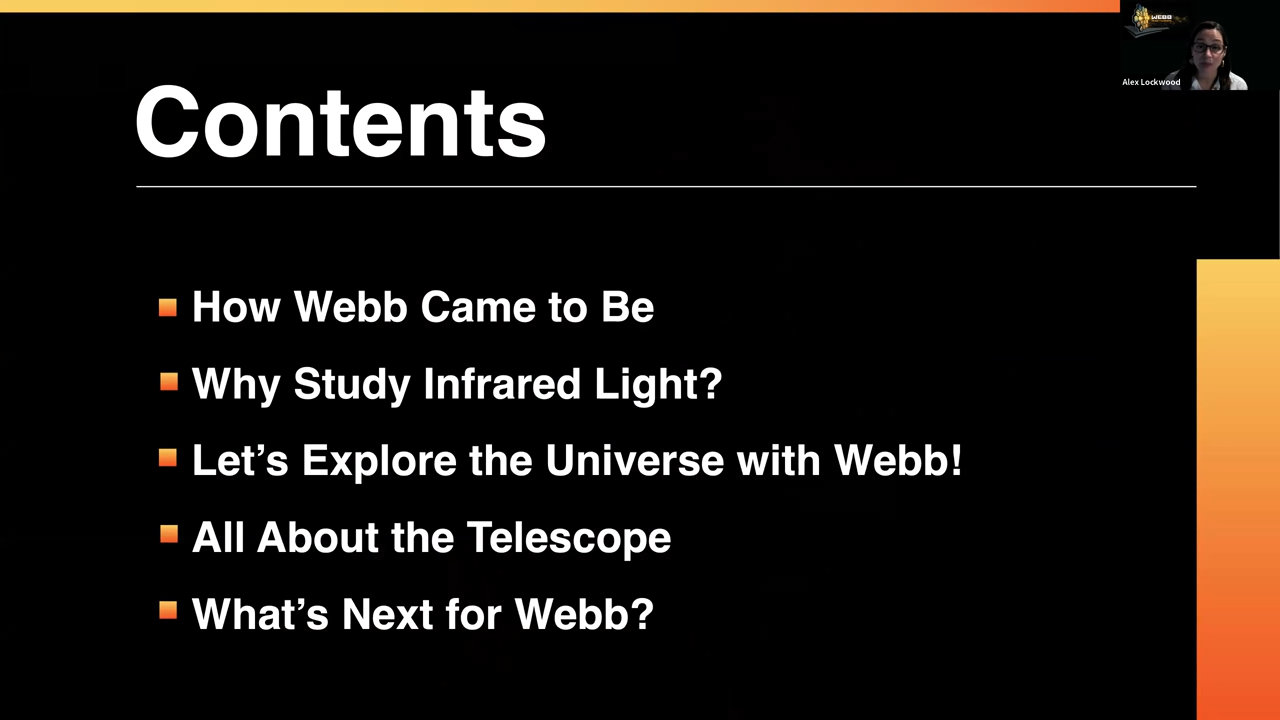 WEBB
Alex Lockwood
Contents
How Webb Came to Be
Why Study Infrared Light?
Let’s Explore the Universe with Webb!
All About the Telescope
What’s Next for Webb?